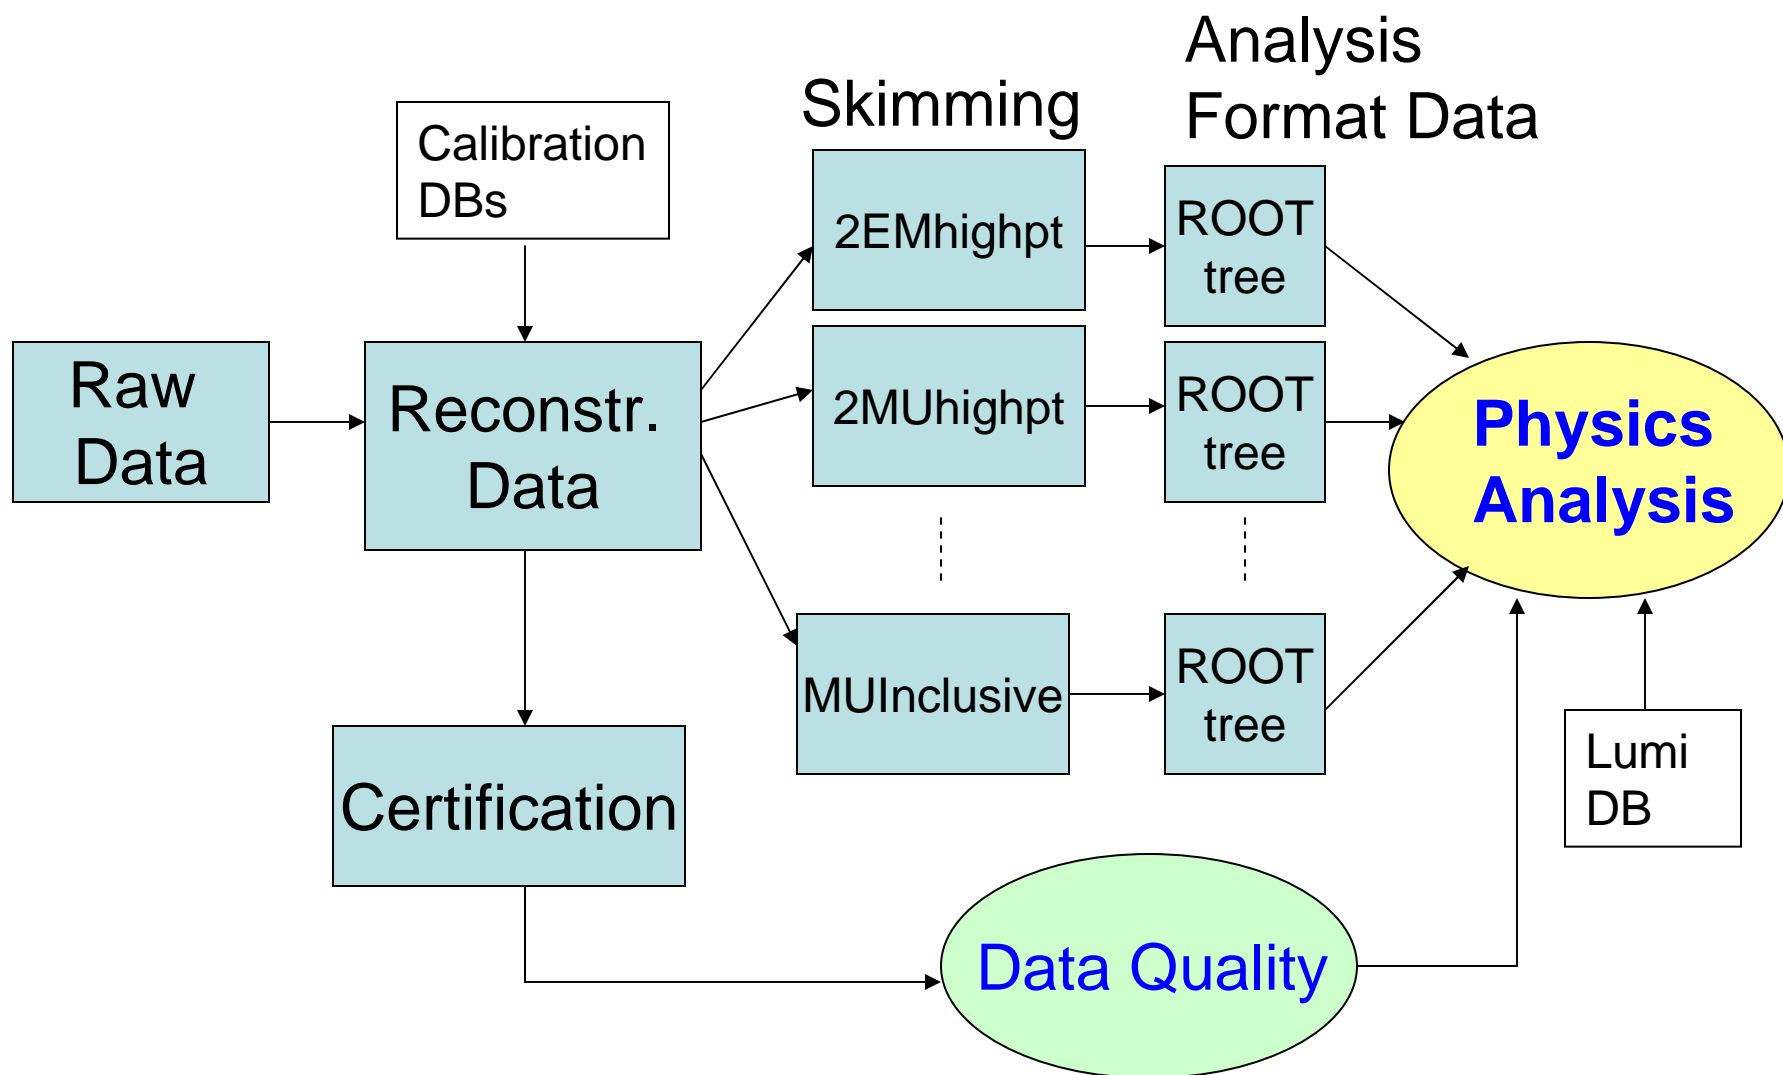 Analysis
Format Data
Skimming
Calibration
DBs
2EMhighpt
ROOT
tree
Raw
Data
Reconstr.
Data
2MUhighpt
ROOT
tree
Physics
Analysis
MUInclusive
ROOT
tree
Certification
Lumi
DB
Data Quality